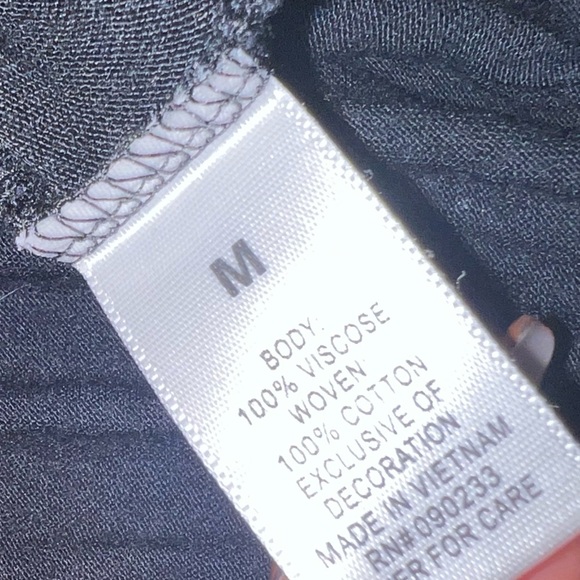 M
BODY:
100% VISCOSE
WOVEN:
100% COTTON
EXCLUSIVE OF
DECORATION
MADE IN VIETNAM
RN# 090233
FOR CARE